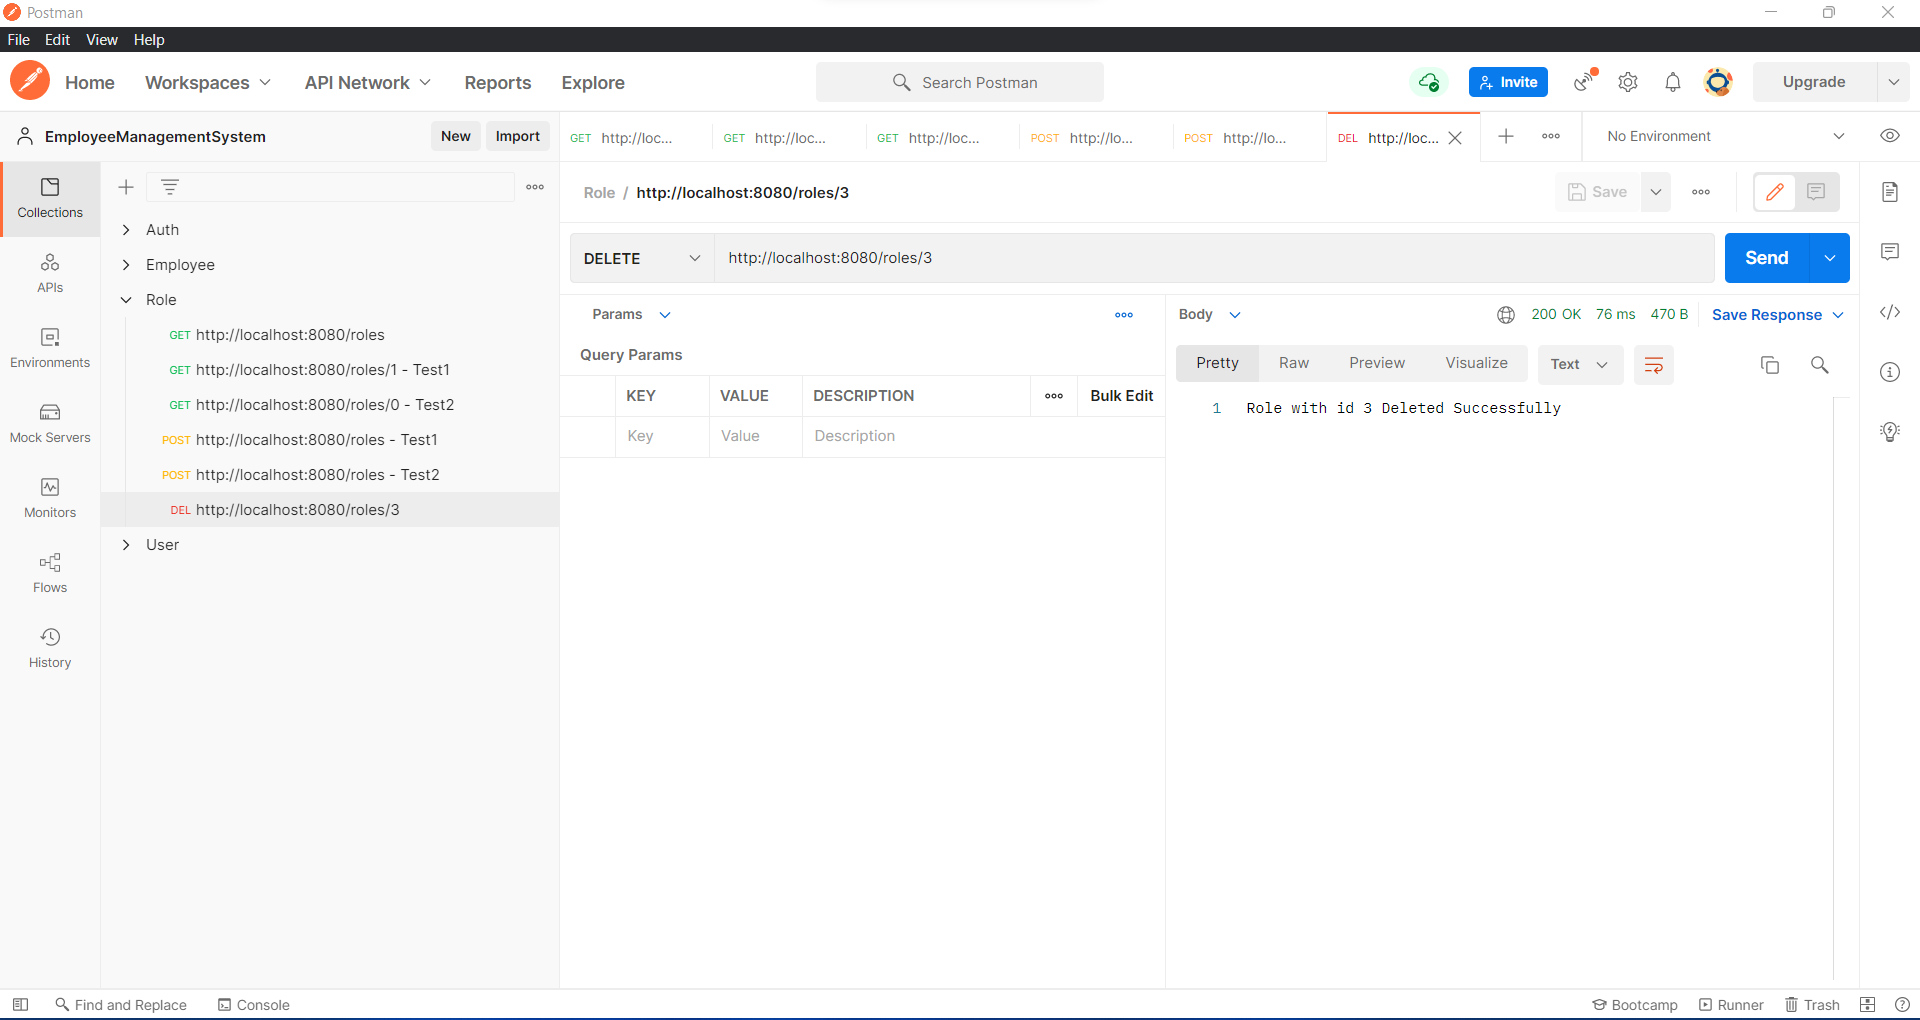 Postman
File Edit View Help
Home Workspaces API Network Reports Explore Search Postman Invite Upgrade
EmployeeManagementSystem New Import
GET http://loc... GET http://loc... GET http://loc... POST http://lo... POST http://lo... DEL http://loc... No Environment
Collections
APIs
Environments
Mock Servers
Monitors
Flows
History
Auth
Employee
Role
GET http://localhost:8080/roles
GET http://localhost:8080/roles/1 - Test1
GET http://localhost:8080/roles/0 - Test2
POST http://localhost:8080/roles - Test1
POST http://localhost:8080/roles - Test2
DEL http://localhost:8080/roles/3
User
Role / http://localhost:8080/roles/3 Save
DELETE http://localhost:8080/roles/3 Send
Params
Query Params
KEY VALUE DESCRIPTION Bulk Edit
Key Value Description
Body 200 OK 76 ms 470 B Save Response
Pretty Raw Preview Visualize Text
1 Role with id 3 Deleted Successfully
Find and Replace Console Bootcamp Runner Trash